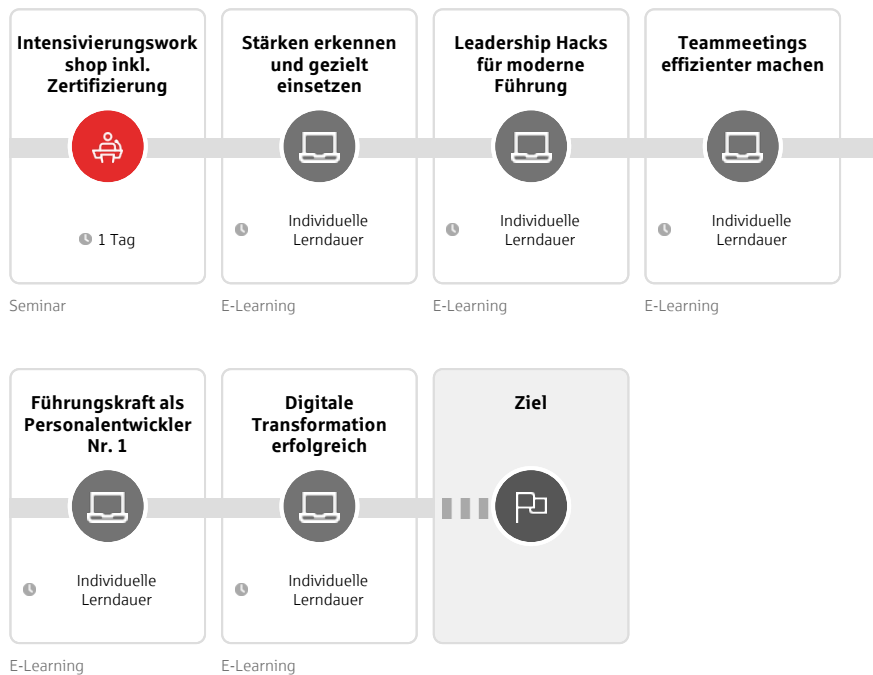 Intensivierungswork
shop inkl.
Zertifizierung
1 Tag
Seminar
Stärken erkennen
und gezielt
einsetzen
Individuelle
Lerndauer
E-Learning
Leadership Hacks
für moderne
Führung
Individuelle
Lerndauer
E-Learning
Teammeetings
effizienter machen
Individuelle
Lerndauer
E-Learning
Führungskraft als
Personalentwickler
Nr. 1
Individuelle
Lerndauer
E-Learning
Digitale
Transformation
erfolgreich
Individuelle
Lerndauer
E-Learning
Ziel